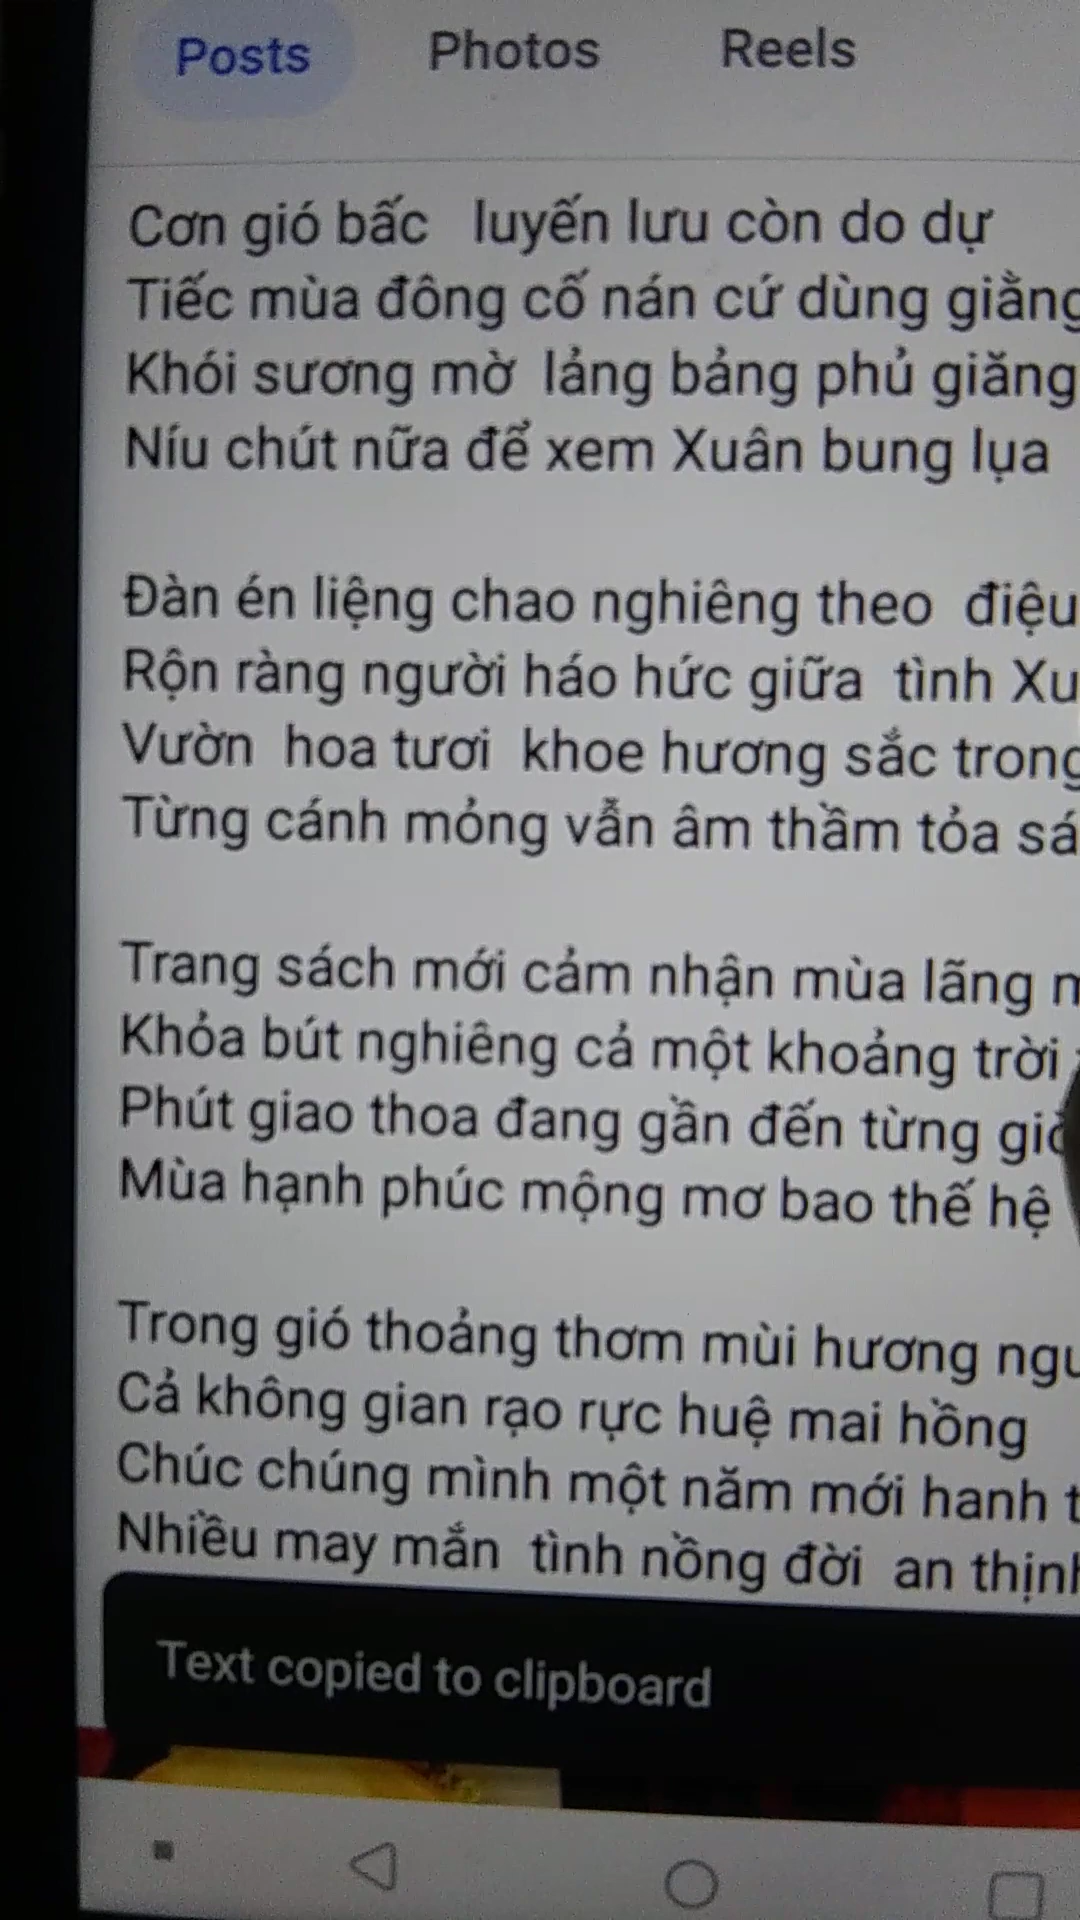 Posts Photos Reels
Cơn gió bấc luyến lưu còn do dự
Tiếc mùa đông cố nán cứ dùng giằng
Khói sương mờ lảng bảng phủ giăng
Níu chút nữa để xem Xuân bung lụa
Đàn én liệng chao nghiêng theo điệu
Rộn ràng người háo hức giữa tình
Vườn hoa tươi khoe hương sắc trong
Từng cánh mỏng vẫn âm thầm tỏa
Trang sách mới cảm nhận mùa lãng
Khỏa bút nghiêng cả một khoảng trời
Phút giao thoa đang gần đến từng
Mùa hạnh phúc mộng mơ bao thế hệ
Trong gió thoảng thơm mùi hương
Cả không gian rạo rực huệ mai hồng
Chúc chúng mình một năm mới hanh
Nhiều may mắn tình nồng đời an
Text copied to clipboard